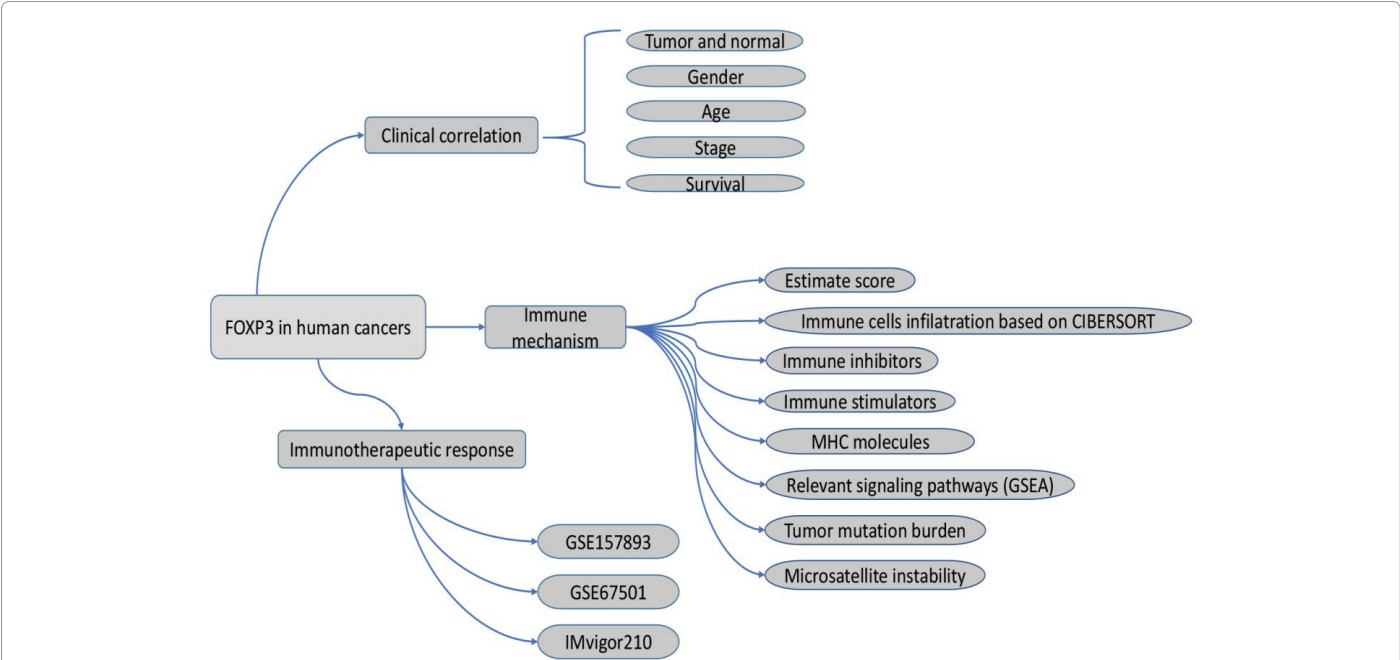 Tumor and normal
Gender
Age
Stage
Survival
Clinical correlation
FOXP3 in human cancers
Immune
mechanism
Estimate score
Immune cells infilatration based on CIBERSORT
Immune inhibitors
Immune stimulators
MHC molecules
Relevant signaling pathways (GSEA)
Tumor mutation burden
Microsatellite instability
Immunotherapeutic response
GSE157893
GSE67501
IMvigor210